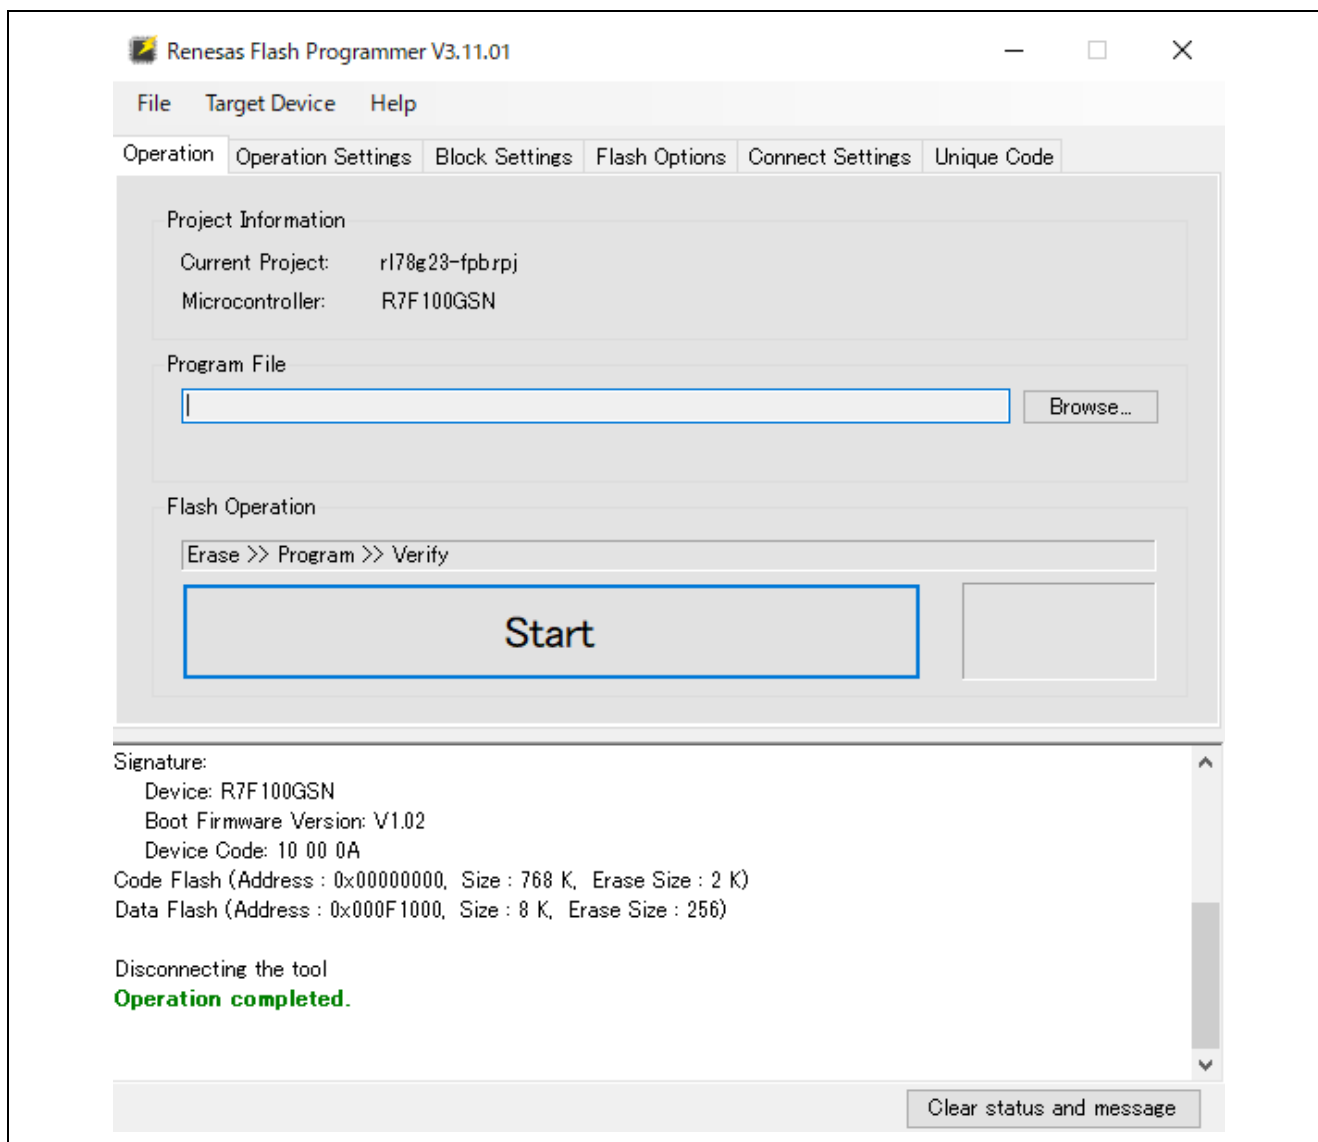 Renesas Flash Programmer V3.11.01
File Target Device Help
Operation Operation Settings Block Settings Flash Options Connect Settings Unique Code
Project Information
Current Project: rl78g23-fpb.rpj
Microcontroller: R7F100GSN
Program File
Browse...
Flash Operation
Erase >> Program >> Verify
Start
Signature:
Device: R7F100GSN
Boot Firmware Version: V1.02
Device Code: 10 00 0A
Code Flash (Address : 0x00000000, Size : 768 K, Erase Size : 2 K)
Data Flash (Address : 0x000F1000, Size : 8 K, Erase Size : 256)
Disconnecting the tool
Operation completed.
Clear status and message